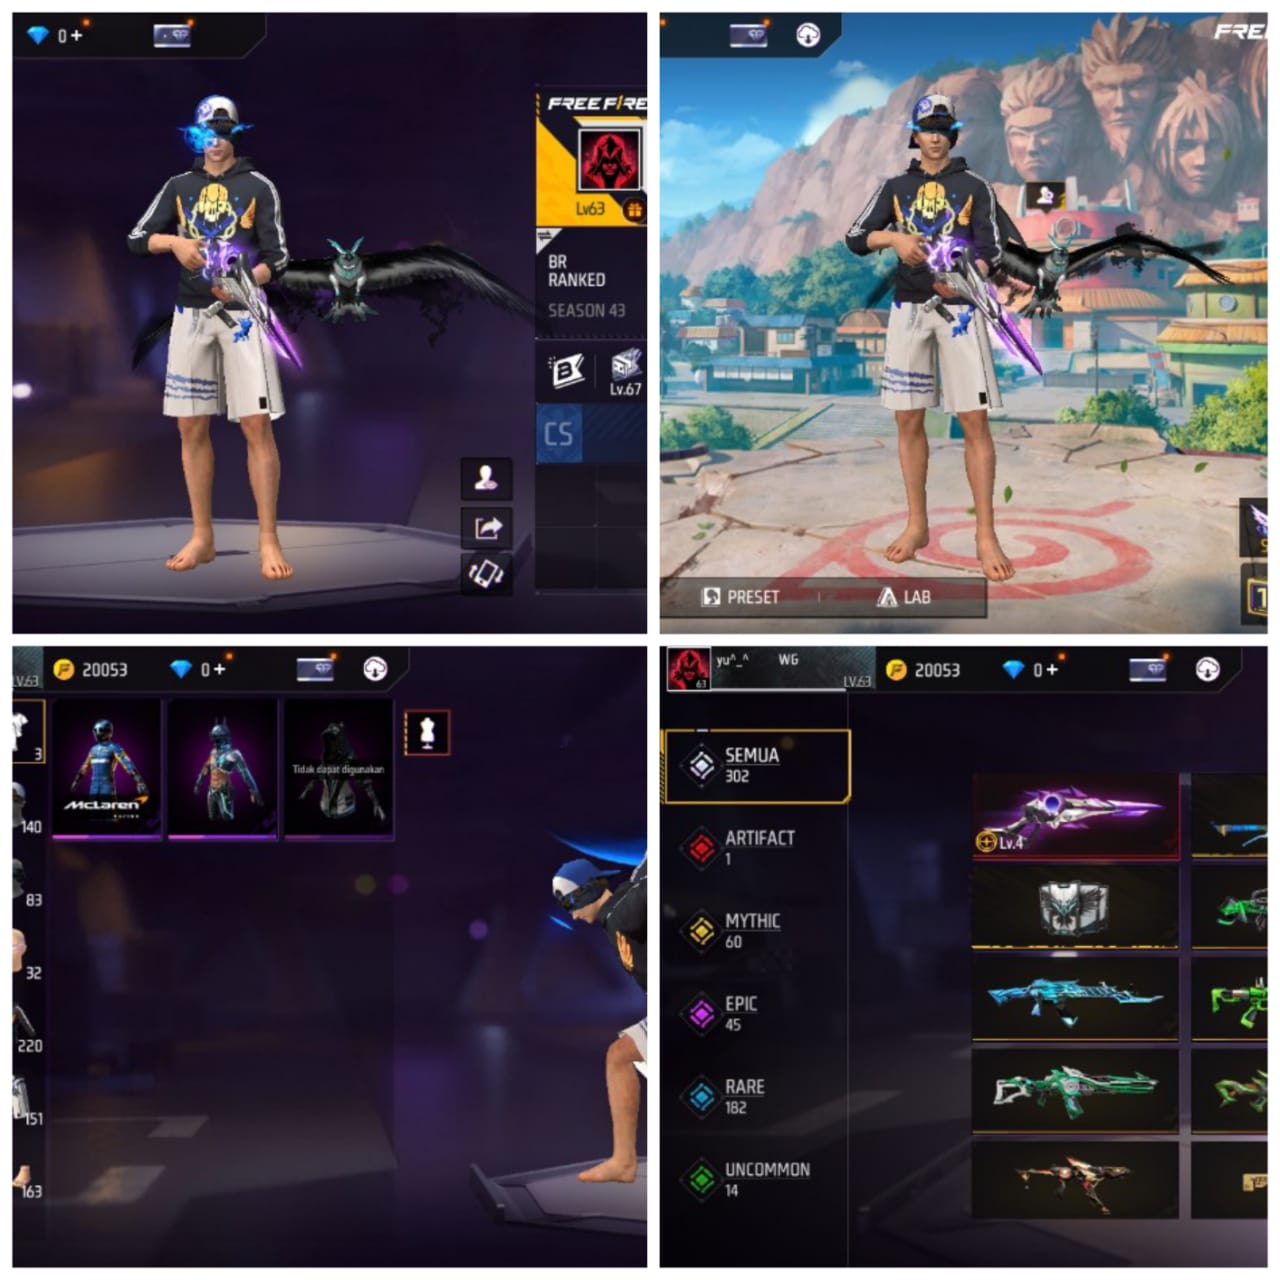 0 +
FREE FIRE
Lv63
BR
RANKED
SEASON 43
Lv.67
CS
FREE
PRESET
LAB
LV.63
20053
0 +
3
140
83
32
220
151
163
McLaren
RACING
Tidak dapat digunakan
yu^_^
WG
63
LV.63
20053
0 +
SEMUA
302
ARTIFACT
1
MYTHIC
60
EPIC
45
RARE
182
UNCOMMON
14
Lv.4